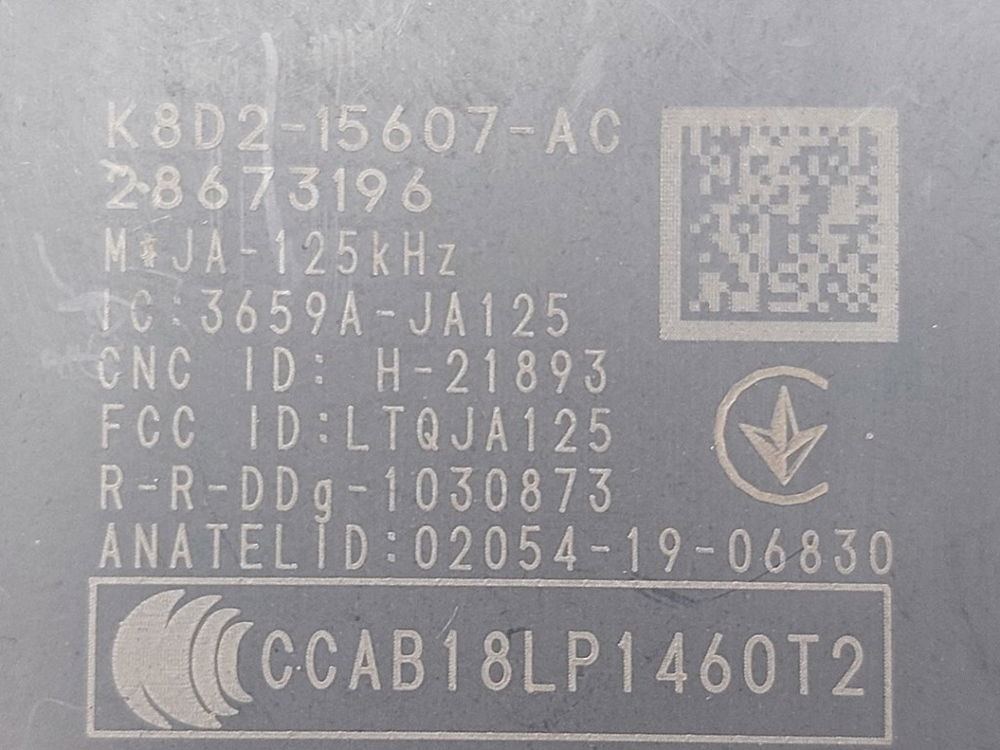 K8D2-15607-AC
28673196
M*JA-125kHz
IC:3659A-JA125
CNC ID: H-21893
FCC ID:LTQJA125
R-R-DDg-1030873
ANATELID:02054-19-06830
CCAB18LP1460T2